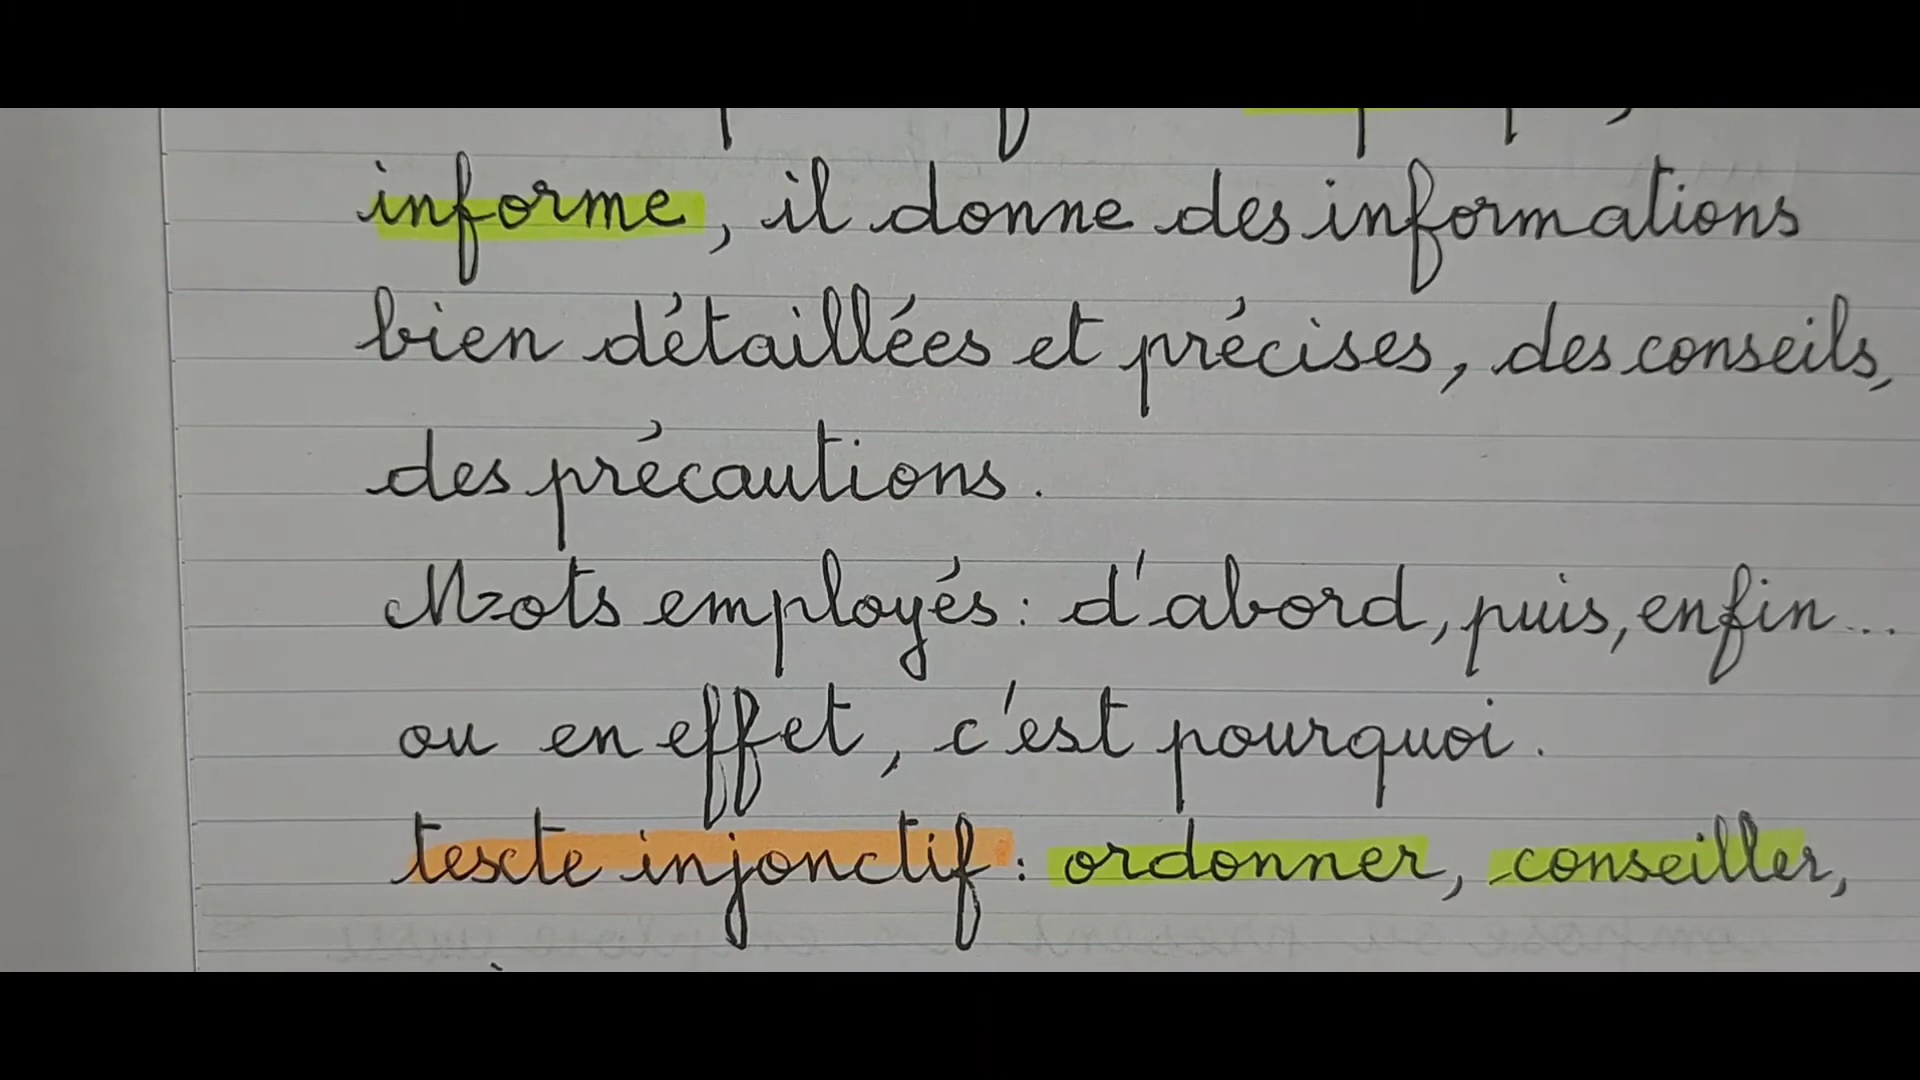 informe, il donne des informations
bien détaillées et précises, des conseils,
des précautions.
Mots employés : d'abord, puis, enfin...
ou en effet, c'est pourquoi.
texte injonctif : ordonner, conseiller,